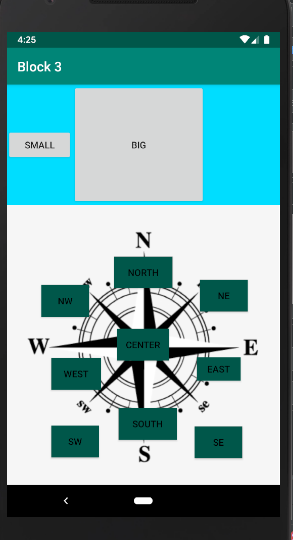 4:25
Block 3
SMALL
BIG
N
NORTH
NW
NE
W
CENTER
E
WEST
EAST
sw
se
SOUTH
SW
SE
S